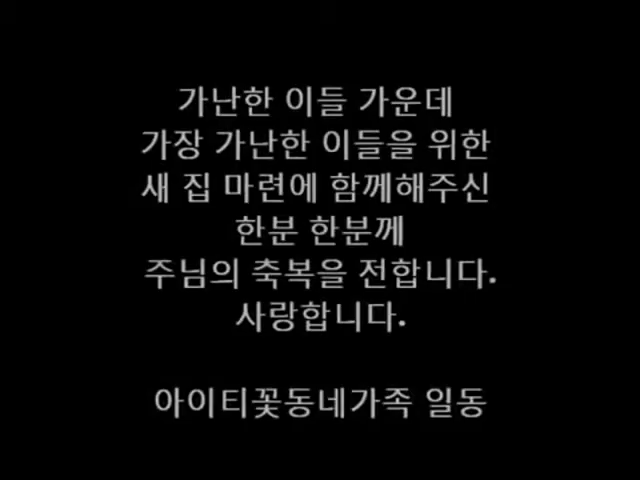 가난한 이들 가운데
가장 가난한 이들을 위한
새 집 마련에 함께해주신
한분 한분께
주님의 축복을 전합니다.
사랑합니다.
아이티꽃동네가족 일동